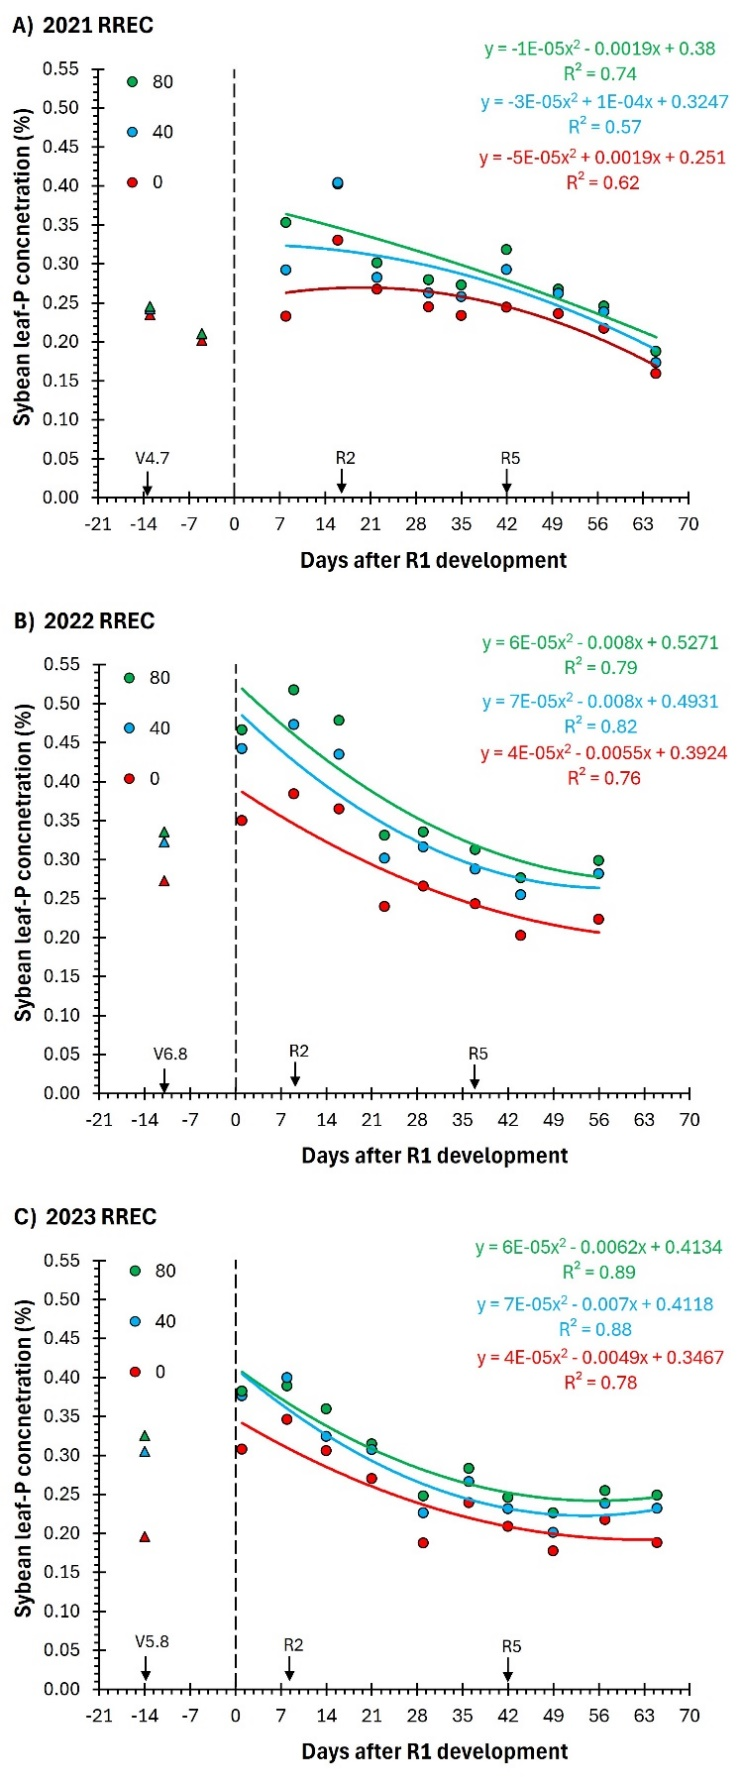 A) 2021 RREC
y = -1E-05x² - 0.0019x + 0.38
R² = 0.74
y = -3E-05x² + 1E-04x + 0.3247
R² = 0.57
y = -5E-05x² + 0.0019x + 0.251
R² = 0.62
80
40
0
Sybean leaf-P concnetration (%)
0.55
0.50
0.45
0.40
0.35
0.30
0.25
0.20
0.15
0.10
0.05
0.00
V4.7
R2
R5
-21 -14 -7 0 7 14 21 28 35 42 49 56 63 70
Days after R1 development
B) 2022 RREC
y = 6E-05x² - 0.008x + 0.5271
R² = 0.79
y = 7E-05x² - 0.008x + 0.4931
R² = 0.82
y = 4E-05x² - 0.0055x + 0.3924
R² = 0.76
80
40
0
Sybean leaf-P concnetration (%)
0.55
0.50
0.45
0.40
0.35
0.30
0.25
0.20
0.15
0.10
0.05
0.00
V6.8
R2
R5
-21 -14 -7 0 7 14 21 28 35 42 49 56 63 70
Days after R1 development
C) 2023 RREC
y = 6E-05x² - 0.0062x + 0.4134
R² = 0.89
y = 7E-05x² - 0.007x + 0.4118
R² = 0.88
y = 4E-05x² - 0.0049x + 0.3467
R² = 0.78
80
40
0
Sybean leaf-P concnetration (%)
0.55
0.50
0.45
0.40
0.35
0.30
0.25
0.20
0.15
0.10
0.05
0.00
V5.8
R2
R5
-21 -14 -7 0 7 14 21 28 35 42 49 56 63 70
Days after R1 development